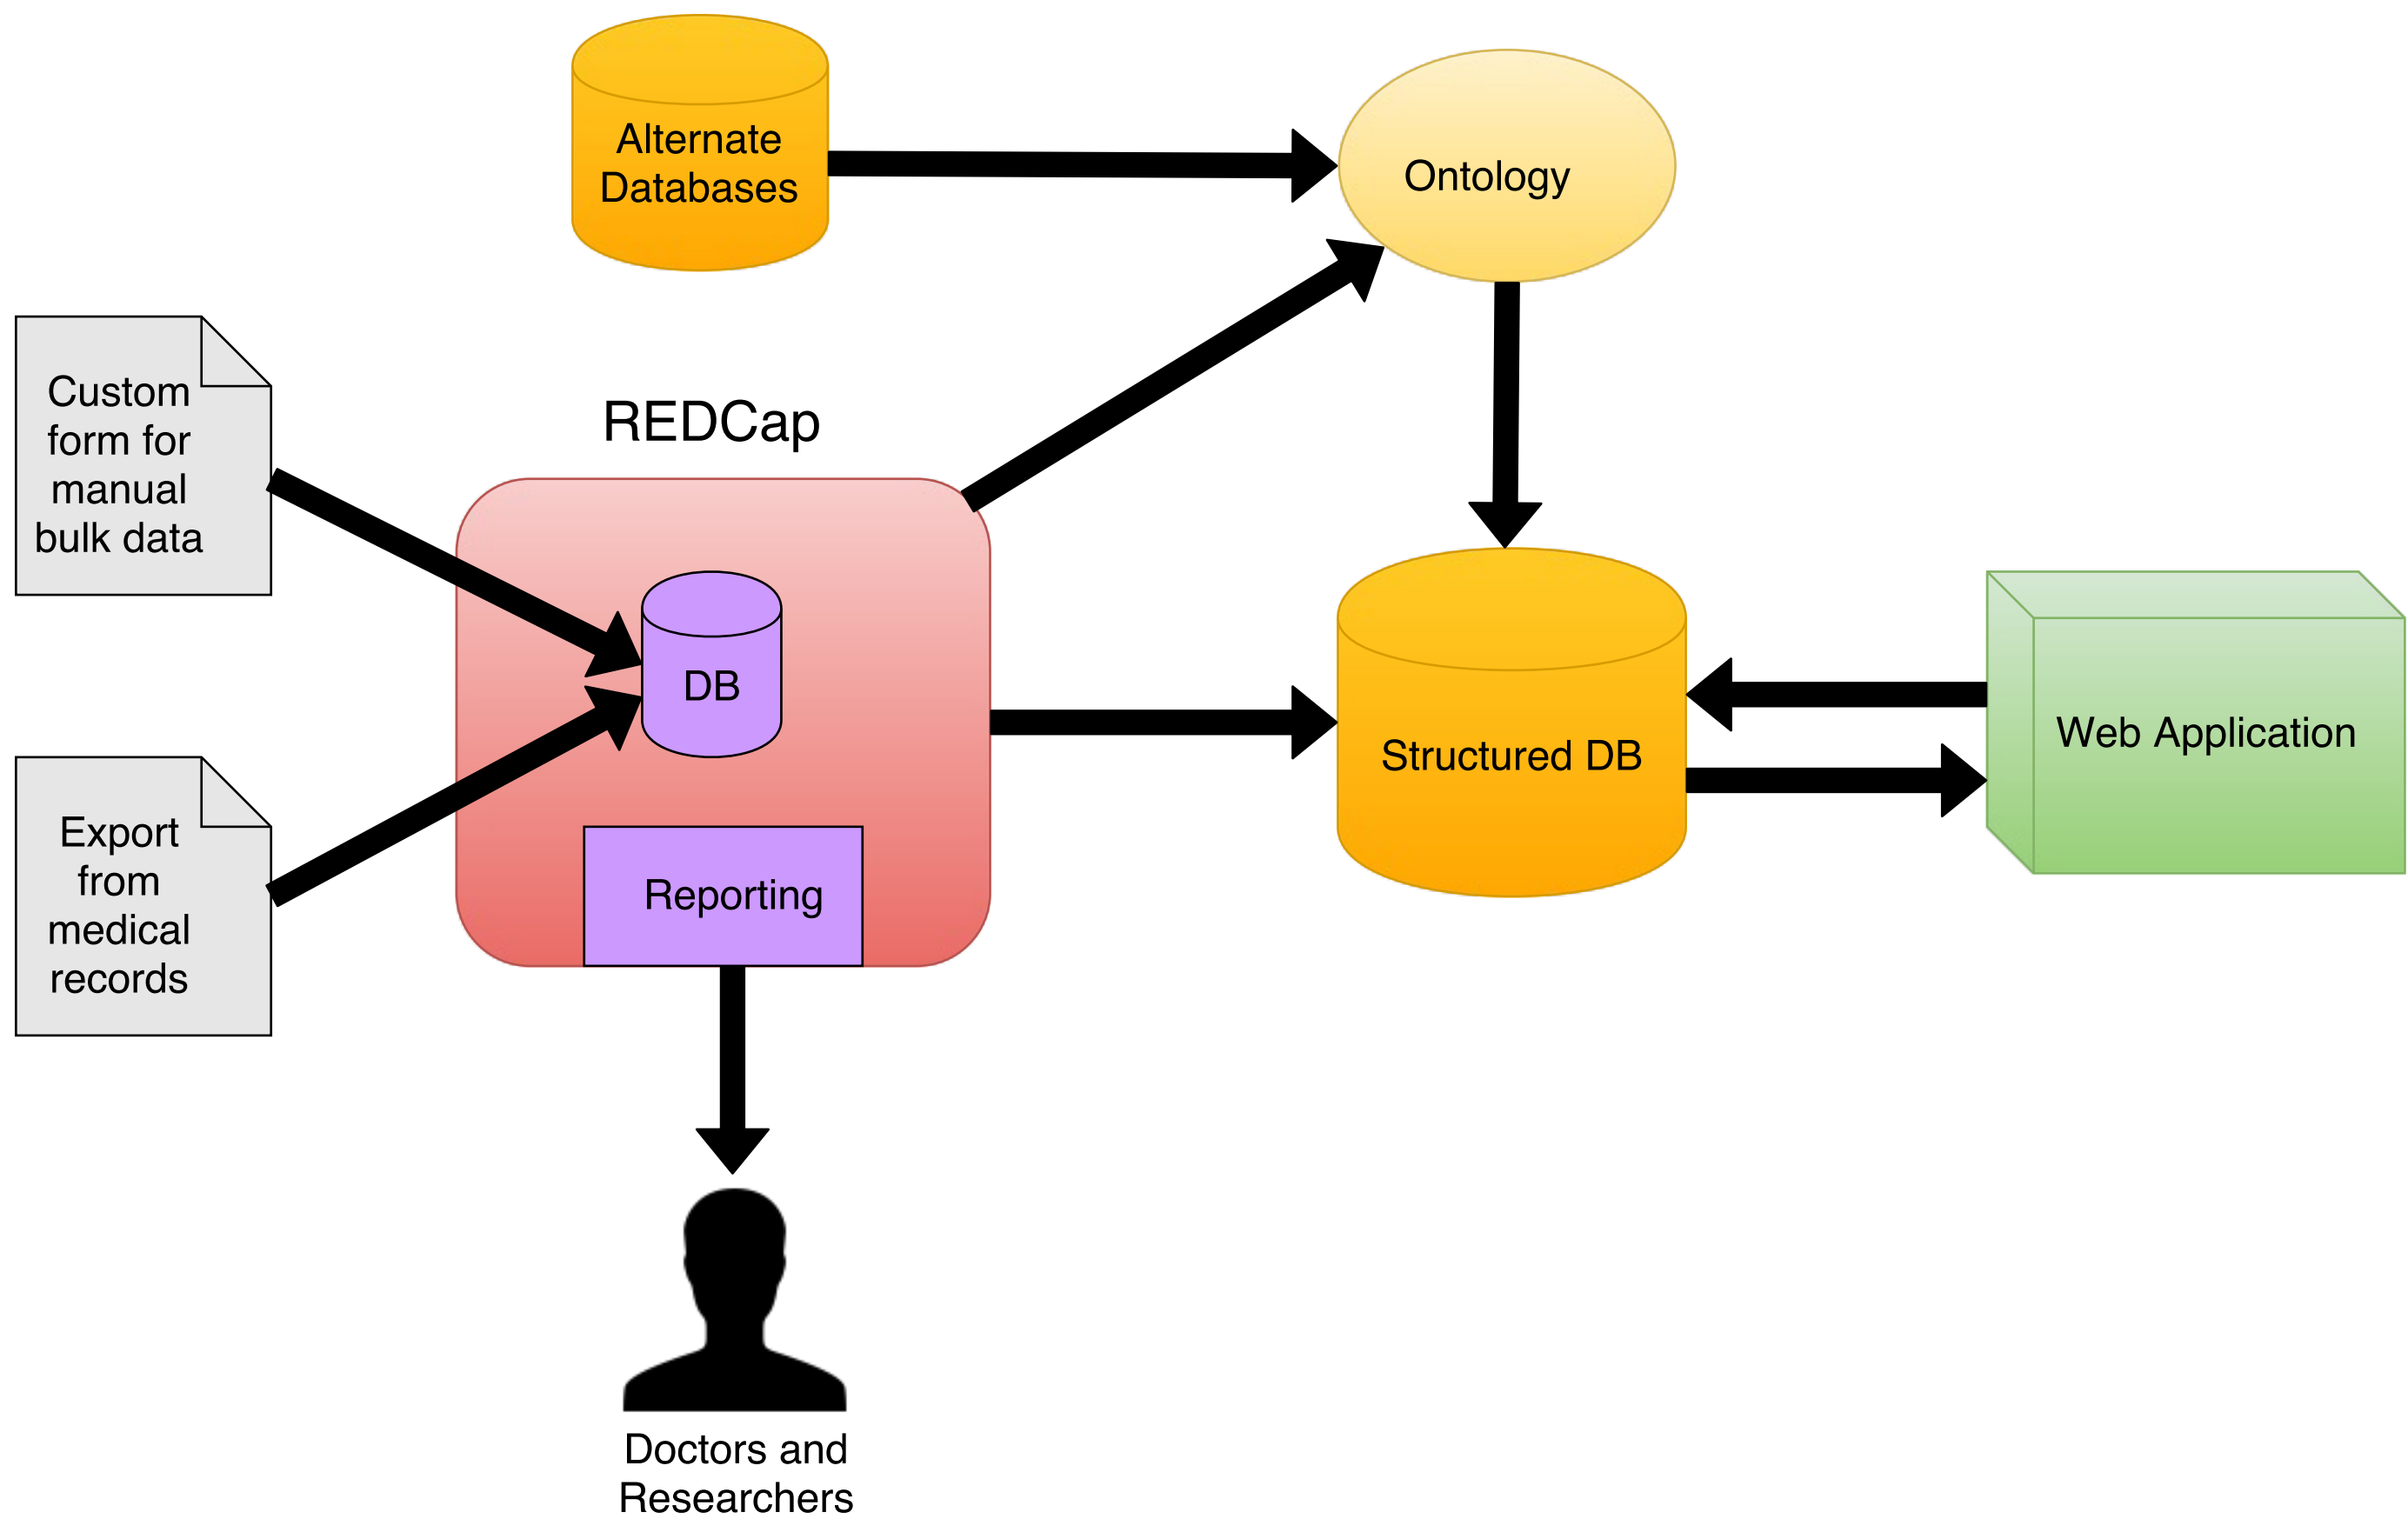 Alternate
Databases
Ontology
Custom
form for
manual
bulk data
REDCap
DB
Structured DB
Web Application
Export
from
medical
records
Reporting
Doctors and
Researchers